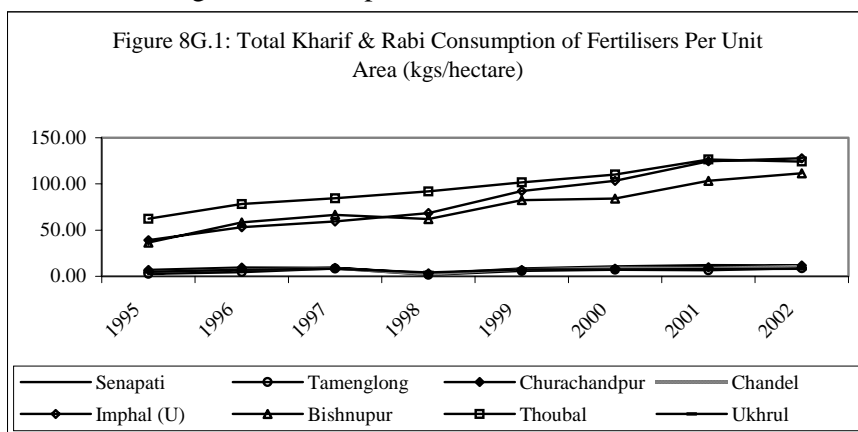 Figure 8G.1: Total Kharif & Rabi Consumption of Fertilisers Per Unit
Area (kgs/hectare)
150.00
100.00
50.00
0.00
1995 1996 1997 1998 1999 2000 2001 2002
Senapati Tamenglong Churachandpur Chandel
Imphal (U) Bishnupur Thoubal Ukhrul